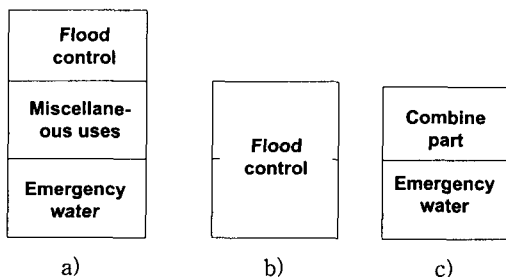 Flood
control
Miscellane-
ous uses
Emergency
water
a)
Flood
control
b)
Combine
part
Emergency
water
c)